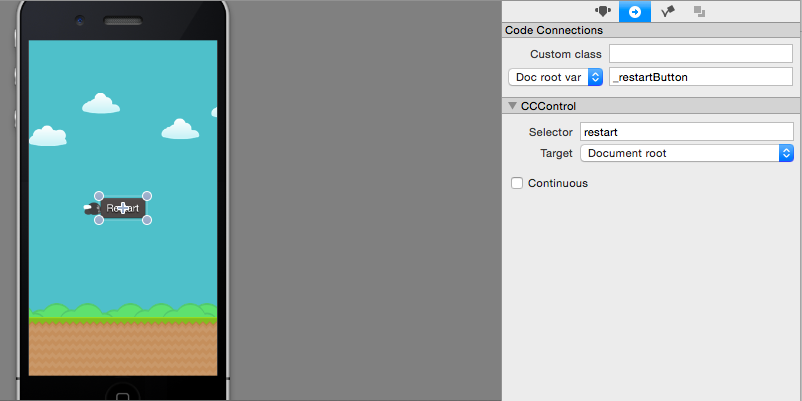 Code Connections
Custom class
Doc root var _restartButton
CCControl
Selector restart
Target Document root
Continuous
Restart